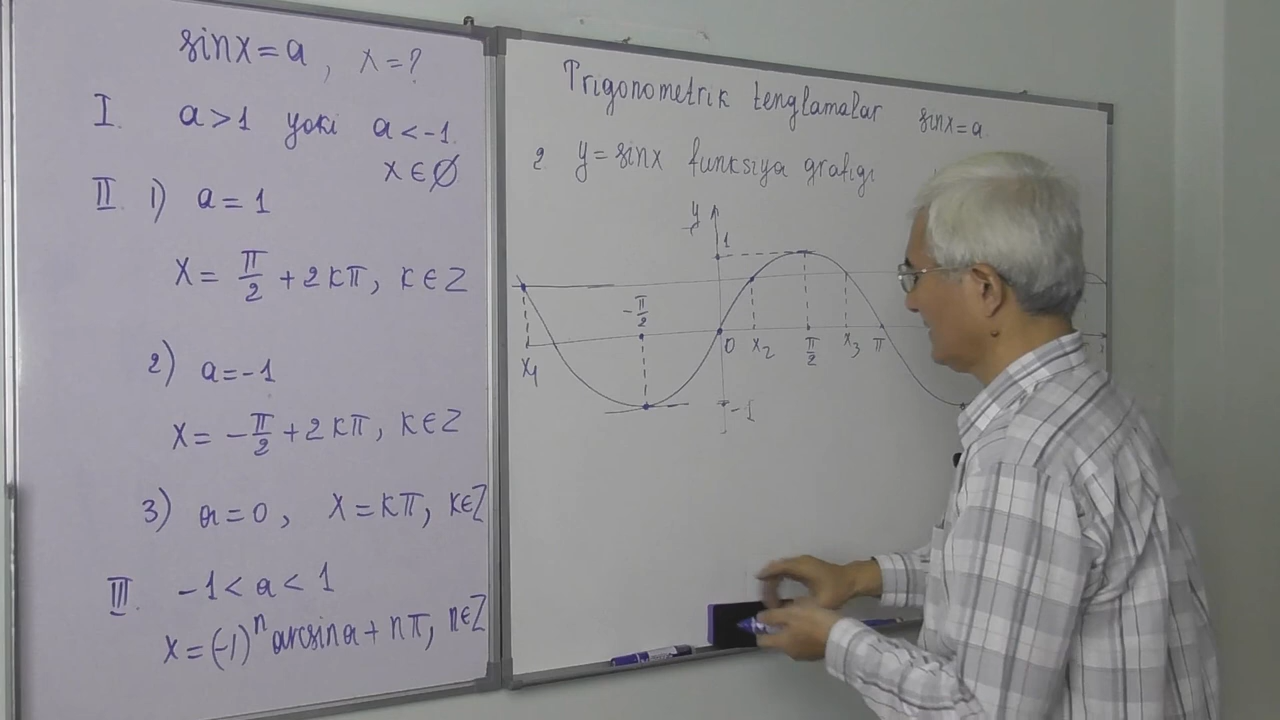 sinx = a, x = ?
I. a > 1 yoki a < -1.
x ∈ ∅
II. 1) a = 1
x = π/2 + 2kπ, k ∈ Z
2) a = -1
x = -π/2 + 2kπ, k ∈ Z
3) a = 0, x = kπ, k ∈ Z
III. -1 < a < 1
x = (-1)ⁿ arcsin a + nπ, n ∈ Z
Trigonometrik tenglamalar sinx = a.
2. y = sinx funksiya grafigi
y
1
-π/2
x₁ 0 x₂ π/2 x₃ π
-1